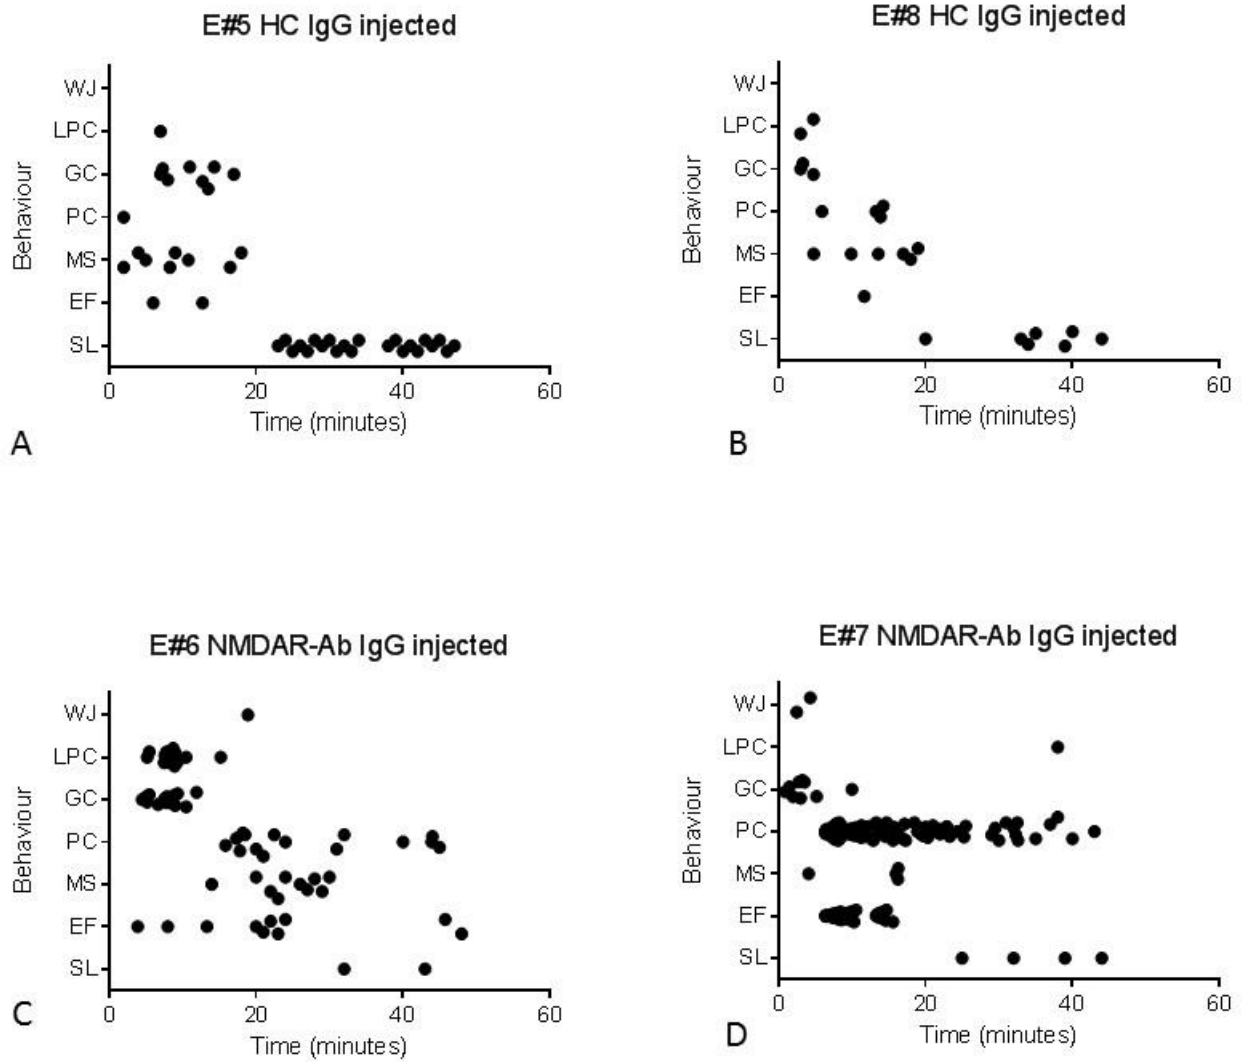 E#5 HC IgG injected
WJ
LPC
GC
PC
MS
EF
SL
Behaviour
0 20 40 60
Time (minutes)
A
E#8 HC IgG injected
WJ
LPC
GC
PC
MS
EF
SL
Behaviour
0 20 40 60
Time (minutes)
B
E#6 NMDAR-Ab IgG injected
WJ
LPC
GC
PC
MS
EF
SL
Behaviour
0 20 40 60
Time (minutes)
C
E#7 NMDAR-Ab IgG injected
WJ
LPC
GC
PC
MS
EF
SL
Behaviour
0 20 40 60
Time (minutes)
D